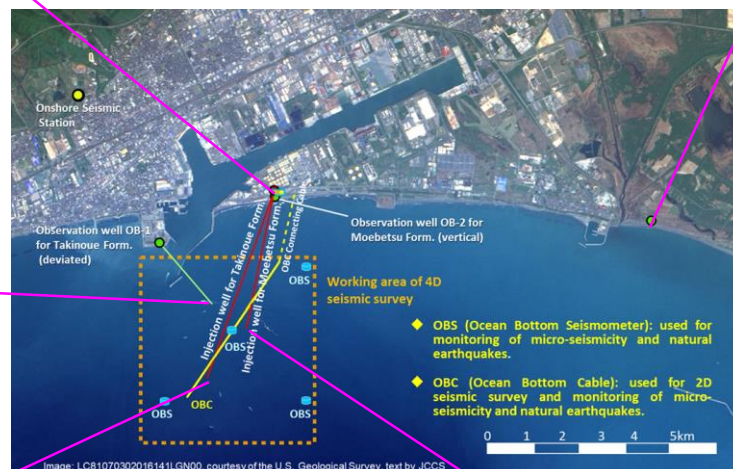 Onshore Seismic
Station
Observation well OB-1
for Takinoue Form.
(deviated)
Injection well for Takinoue Form.
Injection well for Moebetsu Form.
OBC Connecting Cable
Observation well OB-2 for
Moebetsu Form. (vertical)
OBS
Working area of 4D
seismic survey
OBS
OBS
OBC
OBS
◆ OBS (Ocean Bottom Seismometer): used for
monitoring of micro-seismicity and natural
earthquakes.
◆ OBC (Ocean Bottom Cable): used for 2D
seismic survey and monitoring of micro-
seismicity and natural earthquakes.
0 1 2 3 4 5km
Image: LC81070302016141LGN00, courtesy of the U.S. Geological Survey, text by JCCS